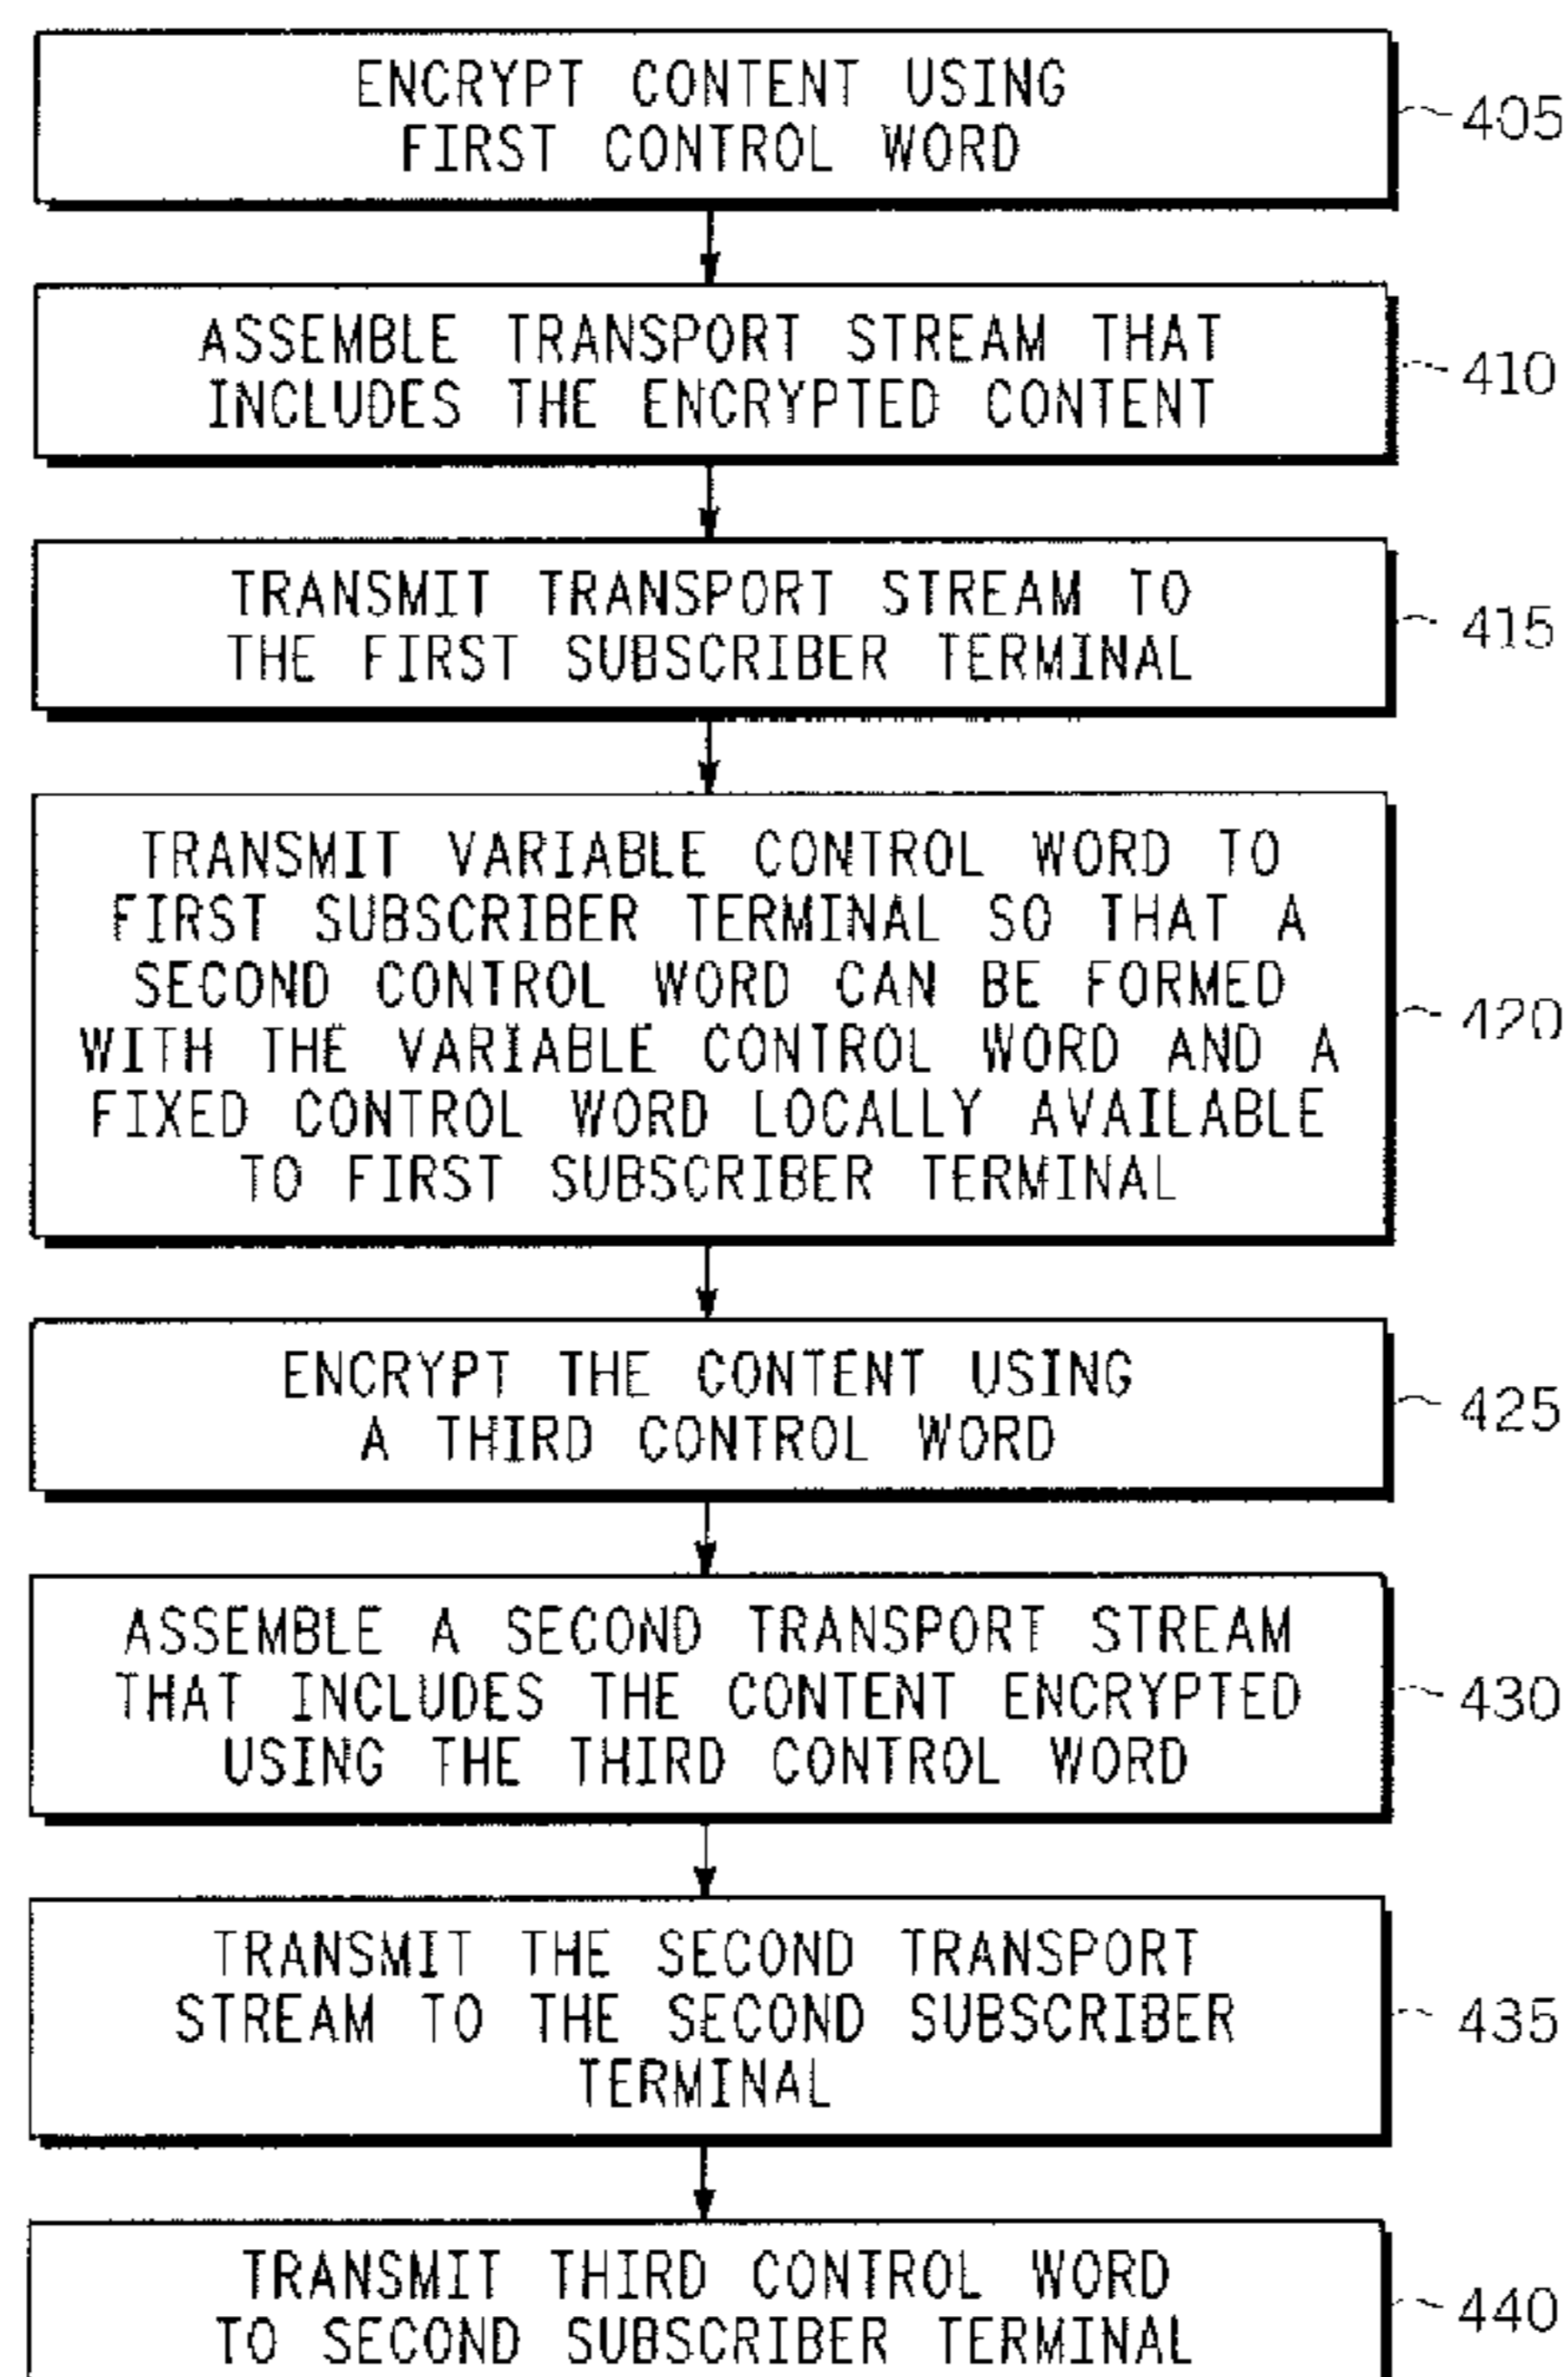 ENCRYPT CONTENT USING
FIRST CONTROL WORD
405
ASSEMBLE TRANSPORT STREAM THAT
INCLUDES THE ENCRYPTED CONTENT
410
TRANSMIT TRANSPORT STREAM TO
THE FIRST SUBSCRIBER TERMINAL
415
TRANSMIT VARIABLE CONTROL WORD TO
FIRST SUBSCRIBER TERMINAL SO THAT A
SECOND CONTROL WORD CAN BE FORMED
WITH THE VARIABLE CONTROL WORD AND A
FIXED CONTROL WORD LOCALLY AVAILABLE
TO FIRST SUBSCRIBER TERMINAL
420
ENCRYPT THE CONTENT USING
A THIRD CONTROL WORD
425
ASSEMBLE A SECOND TRANSPORT STREAM
THAT INCLUDES THE CONTENT ENCRYPTED
USING THE THIRD CONTROL WORD
430
TRANSMIT THE SECOND TRANSPORT
STREAM TO THE SECOND SUBSCRIBER
TERMINAL
435
TRANSMIT THIRD CONTROL WORD
TO SECOND SUBSCRIBER TERMINAL
440